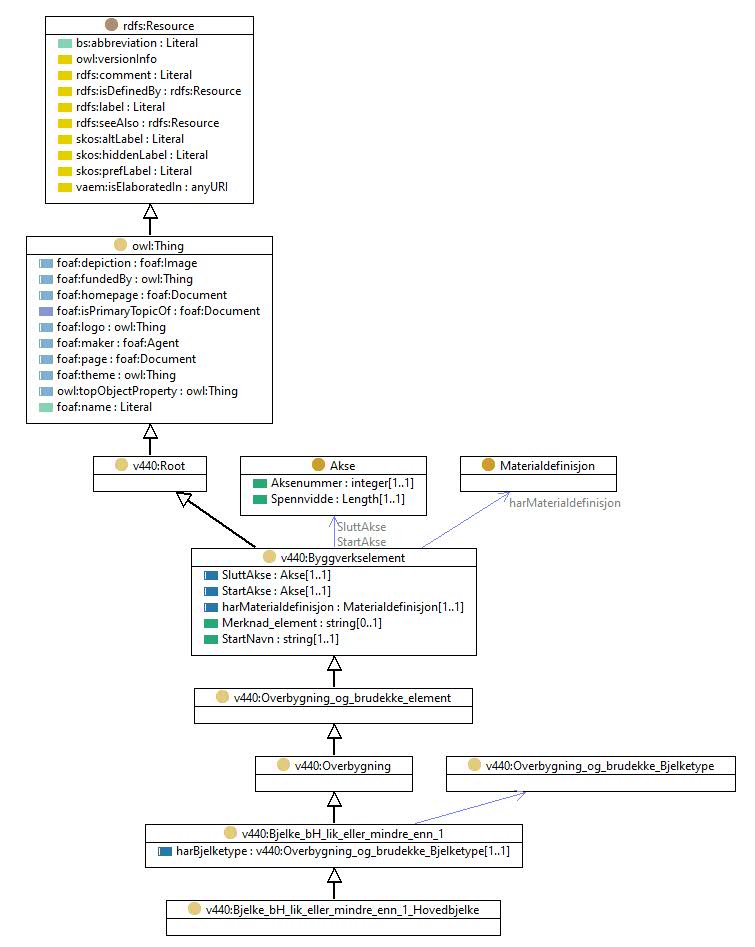 rdfs:Resource
bs:abbreviation : Literal
owl:versionInfo
rdfs:comment : Literal
rdfs:isDefinedBy : rdfs:Resource
rdfs:label : Literal
rdfs:seeAlso : rdfs:Resource
skos:altLabel : Literal
skos:hiddenLabel : Literal
skos:prefLabel : Literal
vaem:isElaboratedIn : anyURI
owl:Thing
foaf:depiction : foaf:Image
foaf:fundedBy : owl:Thing
foaf:homepage : foaf:Document
foaf:isPrimaryTopicOf : foaf:Document
foaf:logo : owl:Thing
foaf:maker : foaf:Agent
foaf:page : foaf:Document
foaf:theme : owl:Thing
owl:topObjectProperty : owl:Thing
foaf:name : Literal
v440:Root
Akse
Aksenummer : integer[1..1]
Spennvidde : Length[1..1]
Materialdefinisjon
harMaterialdefinisjon
SluttAkse
StartAkse
v440:Byggverkselement
SluttAkse : Akse[1..1]
StartAkse : Akse[1..1]
harMaterialdefinisjon : Materialdefinisjon[1..1]
Merknad_element : string[0..1]
StartNavn : string[1..1]
v440:Overbygning_og_brudekke_element
v440:Overbygning
v440:Overbygning_og_brudekke_Bjelketype
v440:Bjelke_bH_lik_eller_mindre_enn_1
harBjelketype : v440:Overbygning_og_brudekke_Bjelketype[1..1]
v440:Bjelke_bH_lik_eller_mindre_enn_1_Hovedbjelke